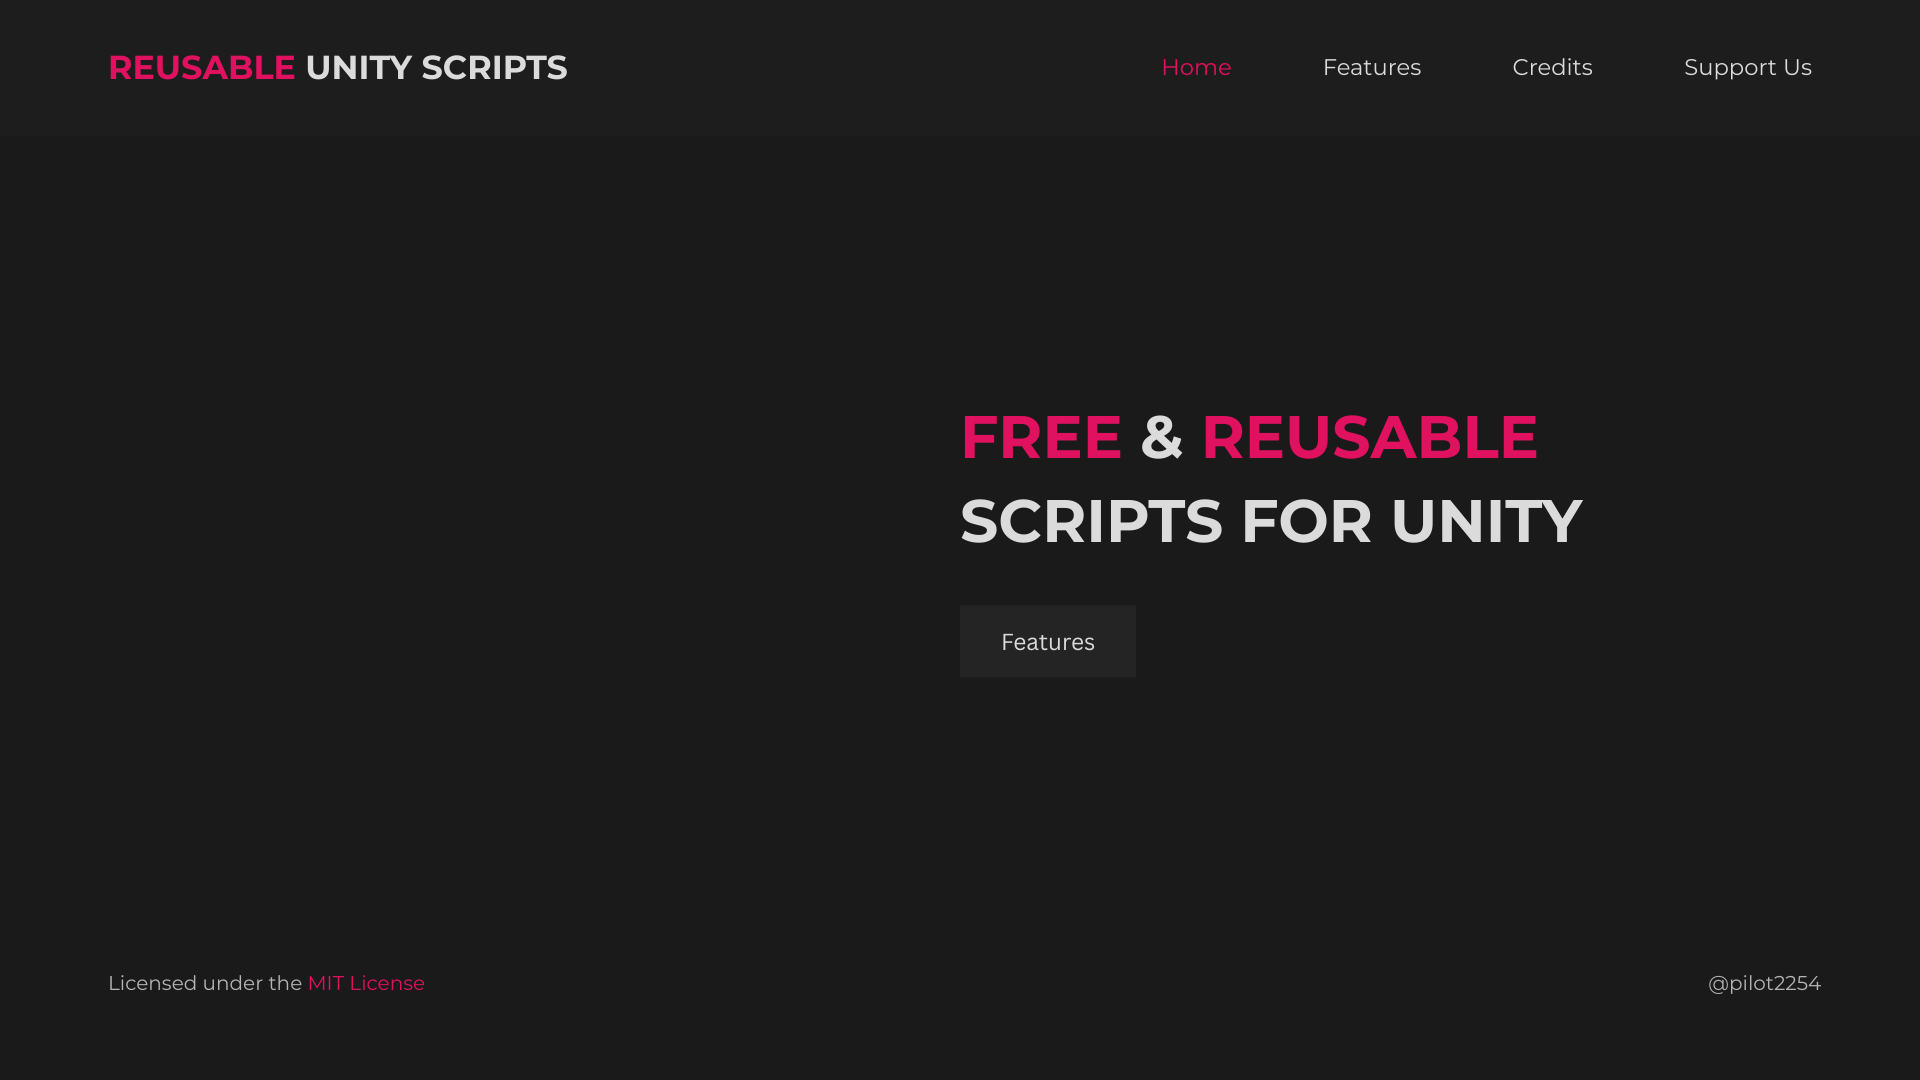 REUSABLE UNITY SCRIPTS
Home Features Credits Support Us
FREE & REUSABLE
SCRIPTS FOR UNITY
Features
Licensed under the MIT License
@pilot2254